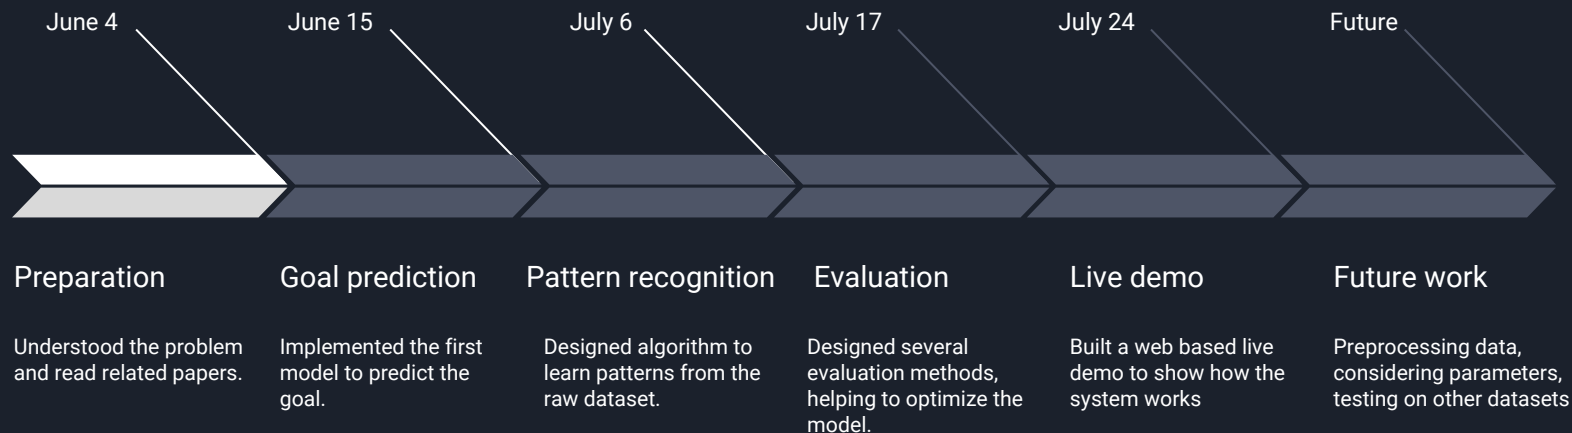 June 4
June 15
July 6
July 17
July 24
Future
Preparation
Goal prediction
Pattern recognition
Evaluation
Live demo
Future work
Understood the problem
and read related papers.
Implemented the first
model to predict the
goal.
Designed algorithm to
learn patterns from the
raw dataset.
Designed several
evaluation methods,
helping to optimize the
model.
Built a web based live
demo to show how the
system works
Preprocessing data,
considering parameters,
testing on other datasets